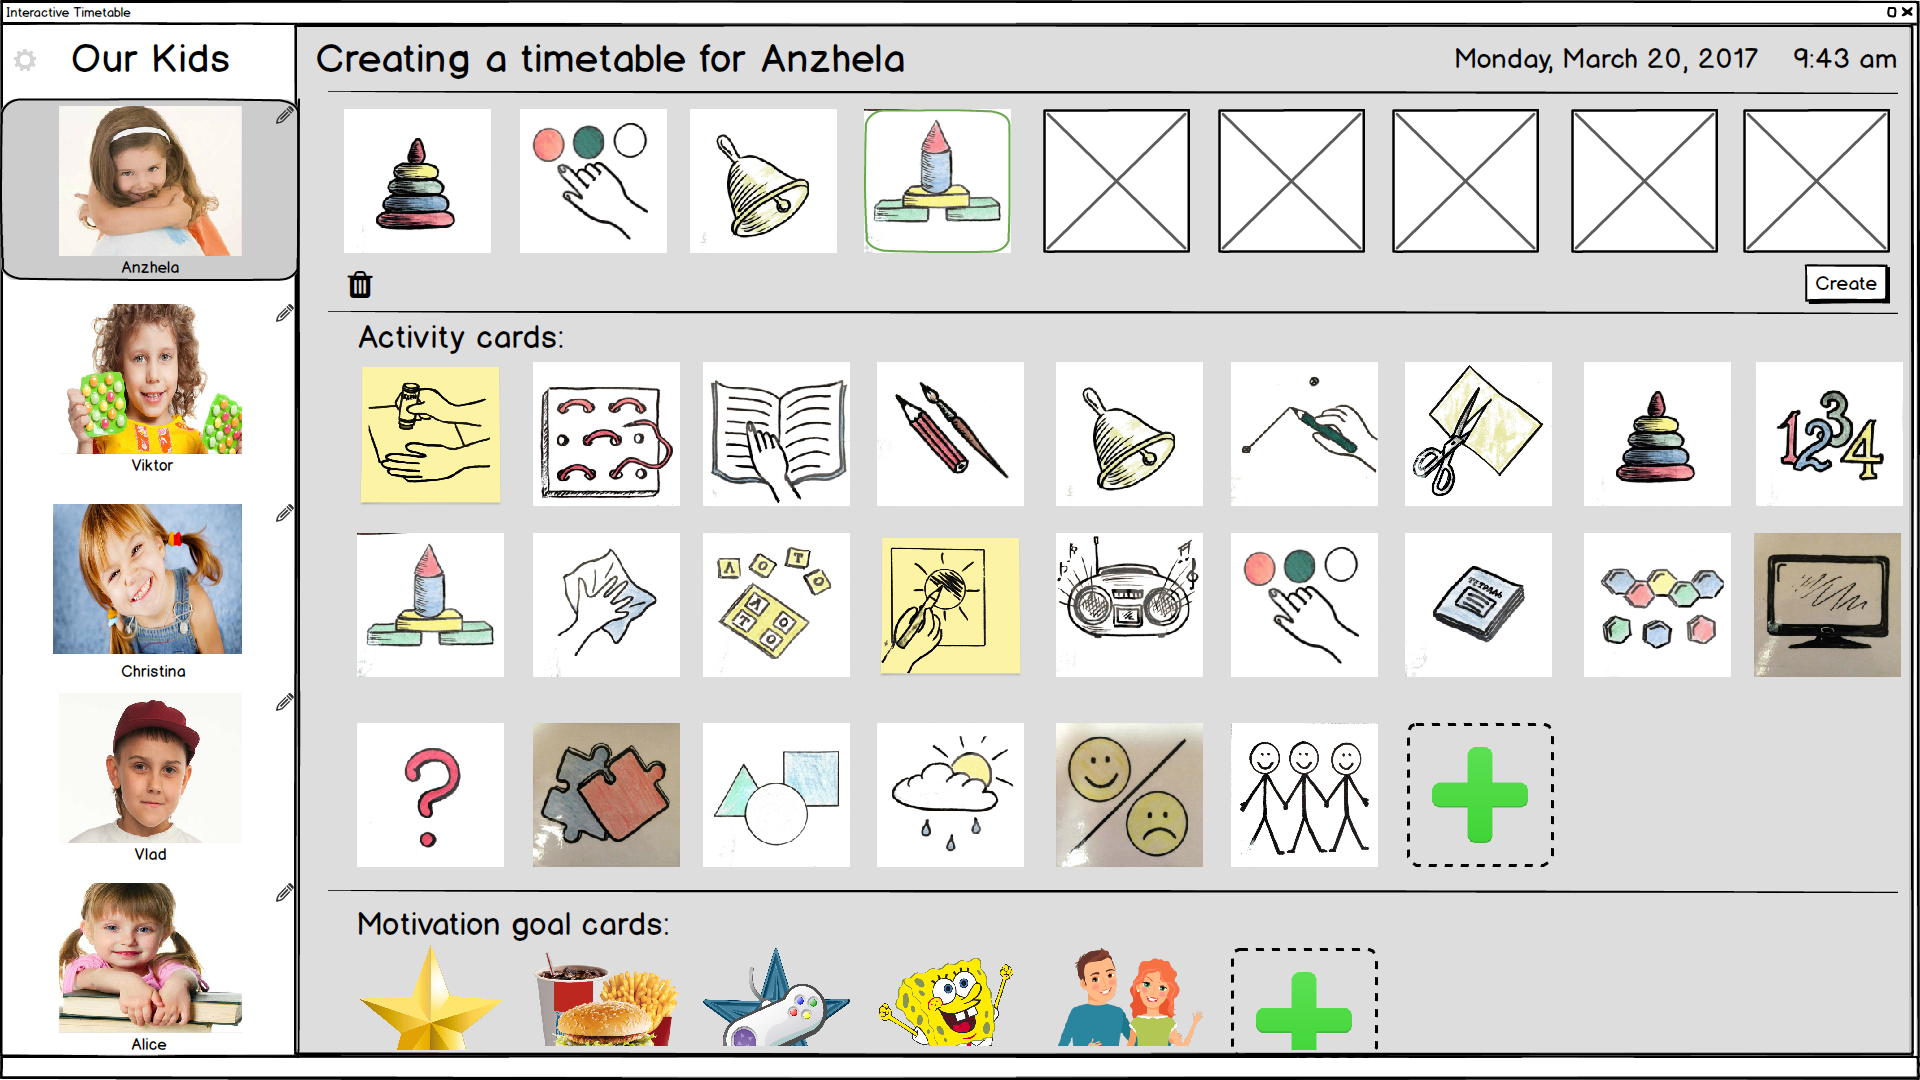 Interactive Timetable
Our Kids
Creating a timetable for Anzhela
Monday, March 20, 2017 9:43 am
Anzhela
Create
Activity cards:
Viktor
1234
Christina
ТЕТРАДЬ
Vlad
Motivation goal cards:
Alice